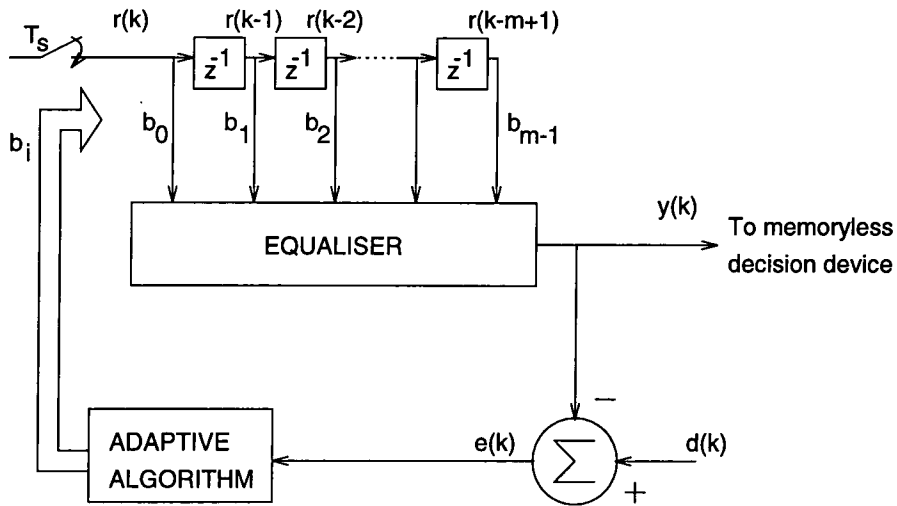 T_s r(k) r(k-1) r(k-2) r(k-m+1)
z^-1 z^-1 z^-1
b_i b_0 b_1 b_2 b_m-1
EQUALISER
y(k)
To memoryless
decision device
ADAPTIVE
ALGORITHM
e(k) Σ d(k)
− +